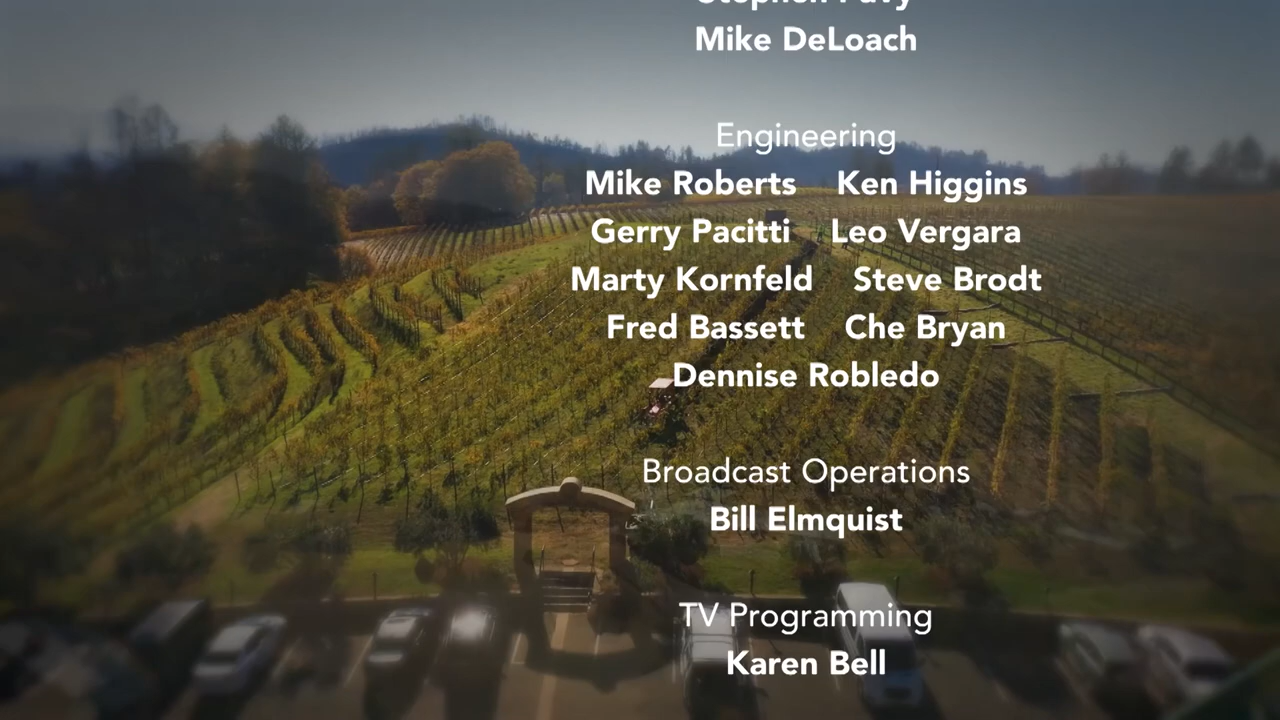 Mike DeLoach
Engineering
Mike Roberts Ken Higgins
Gerry Pacitti Leo Vergara
Marty Kornfeld Steve Brodt
Fred Bassett Che Bryan
Dennise Robledo
Broadcast Operations
Bill Elmquist
TV Programming
Karen Bell